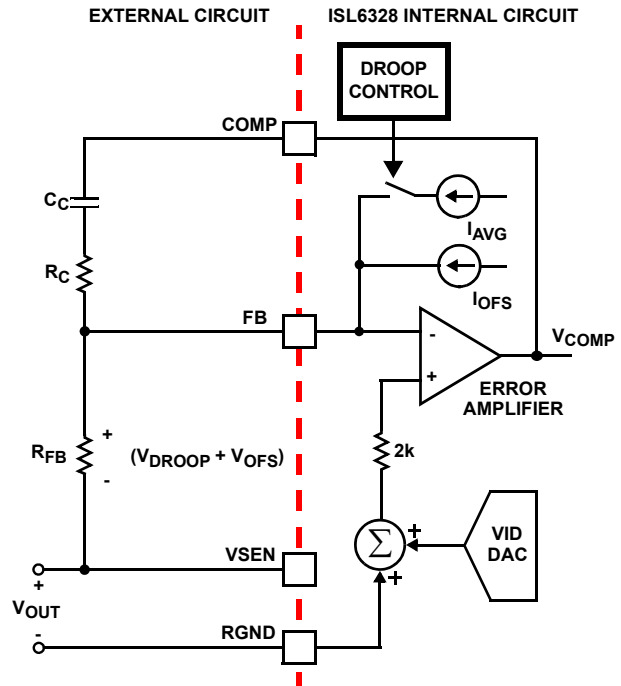 EXTERNAL CIRCUIT
ISL6328 INTERNAL CIRCUIT
DROOP
CONTROL
COMP
CC
IAVG
RC
IOFS
FB
VCOMP
-
+
ERROR
AMPLIFIER
RFB
+
(VDROOP + VOFS)
-
2k
VID
DAC
Σ
+
+
VSEN
+
VOUT
-
RGND